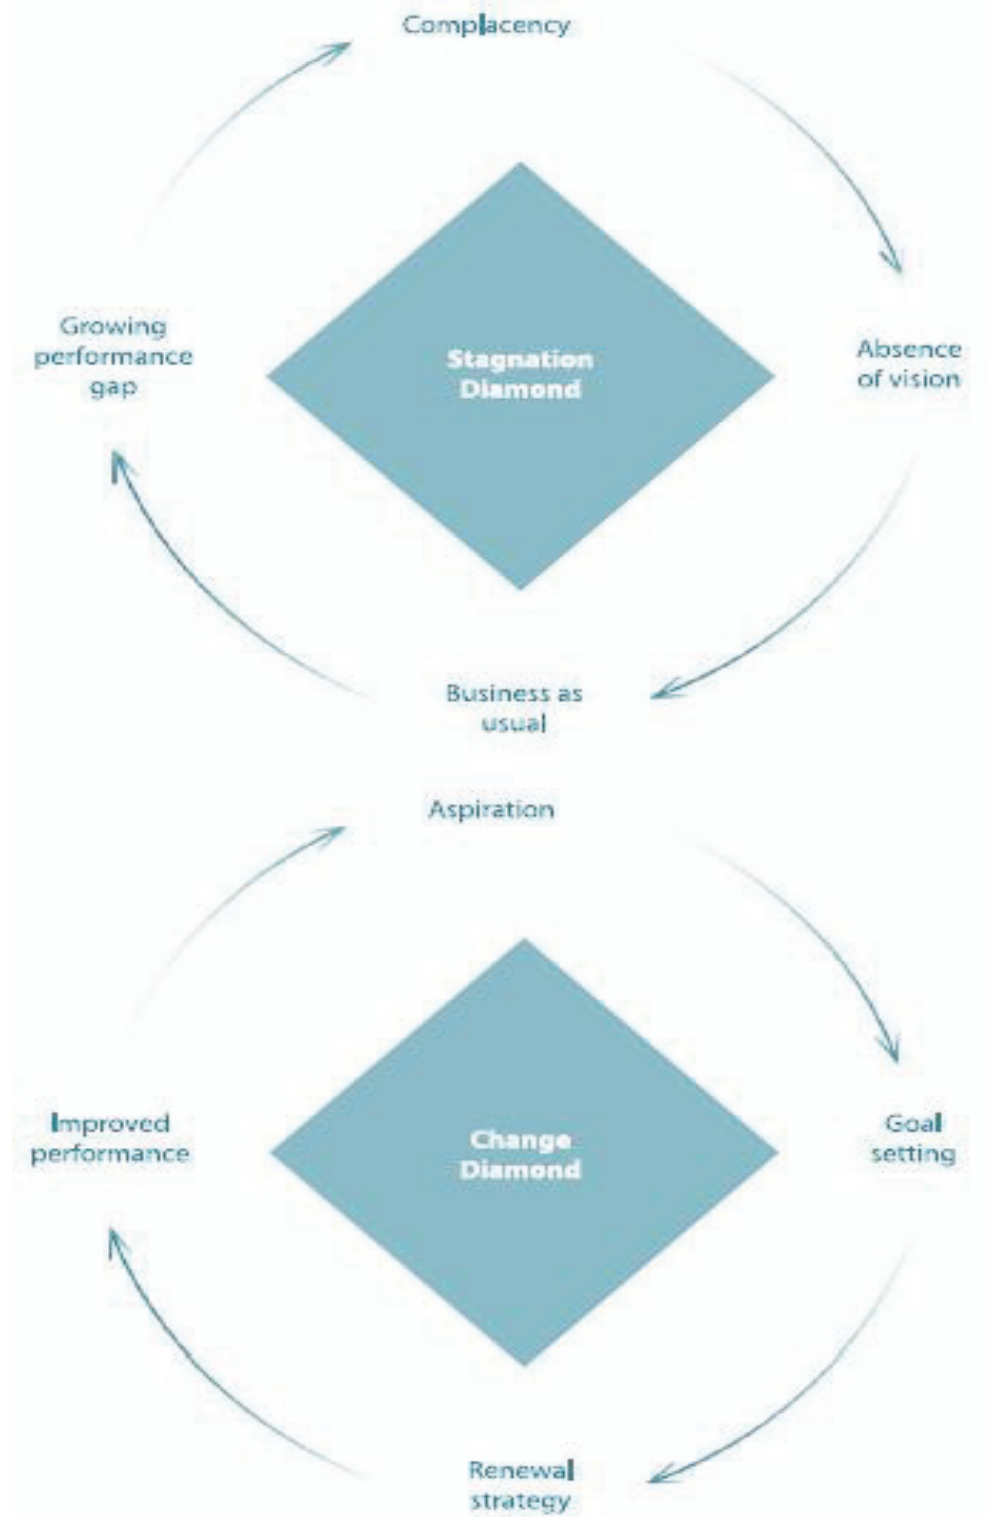 Complacency
Growing
performance
gap
Stagnation
Diamond
Absence
of vision
Business as
usual
Aspiration
Improved
performance
Change
Diamond
Goal
setting
Renewal
strategy